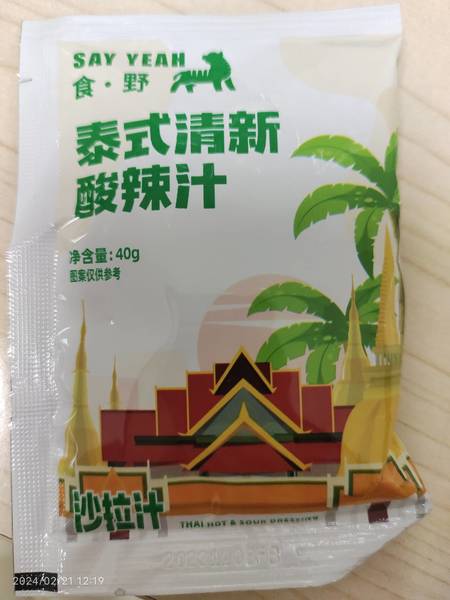 SAY YEAH
食·野
泰式清新
酸辣汁
净含量:40g
图案仅供参考
沙拉汁
THAI HOT & SOUR DRESSING
2024/02/21 12:19